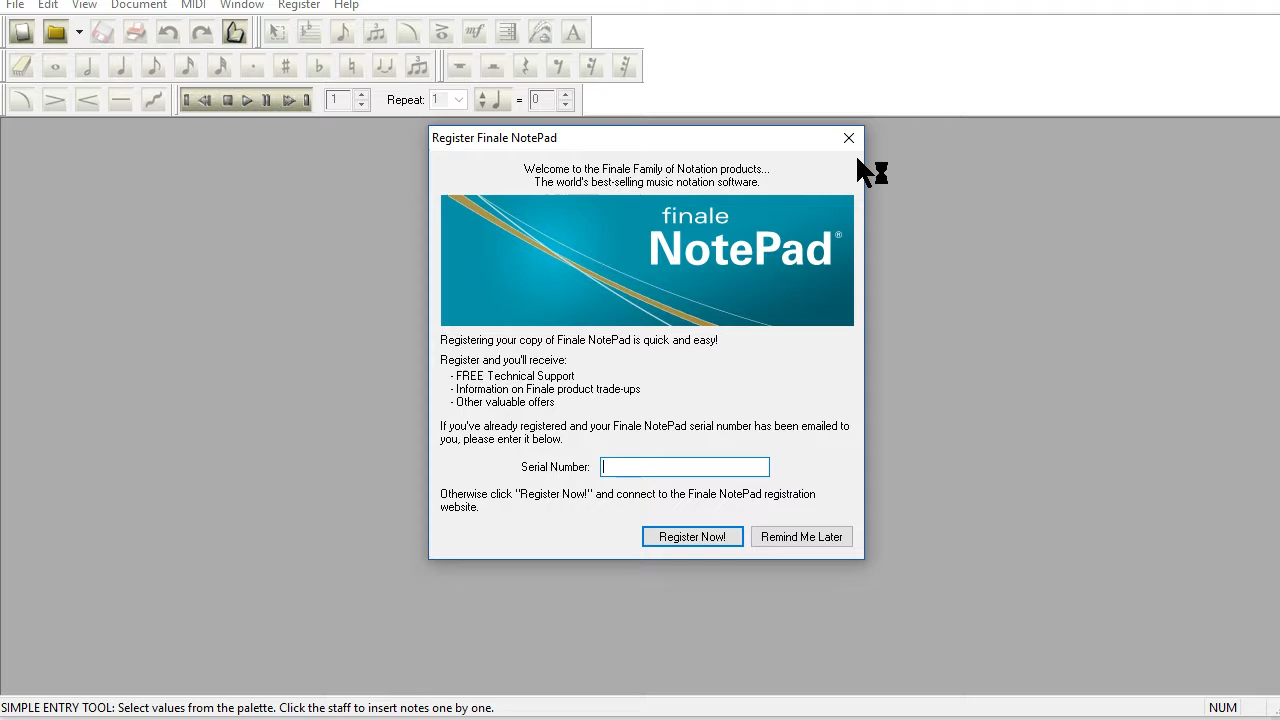 File Edit View Document MIDI Window Register Help
mf A
3
1 Repeat: 1 = 0
Register Finale NotePad
Welcome to the Finale Family of Notation products...
The world's best-selling music notation software.
finale
NotePad®
Registering your copy of Finale NotePad is quick and easy!
Register and you'll receive:
- FREE Technical Support
- Information on Finale product trade-ups
- Other valuable offers
If you've already registered and your Finale NotePad serial number has been emailed to
you, please enter it below.
Serial Number:
Otherwise click "Register Now!" and connect to the Finale NotePad registration
website.
Register Now! Remind Me Later
SIMPLE ENTRY TOOL: Select values from the palette. Click the staff to insert notes one by one. NUM